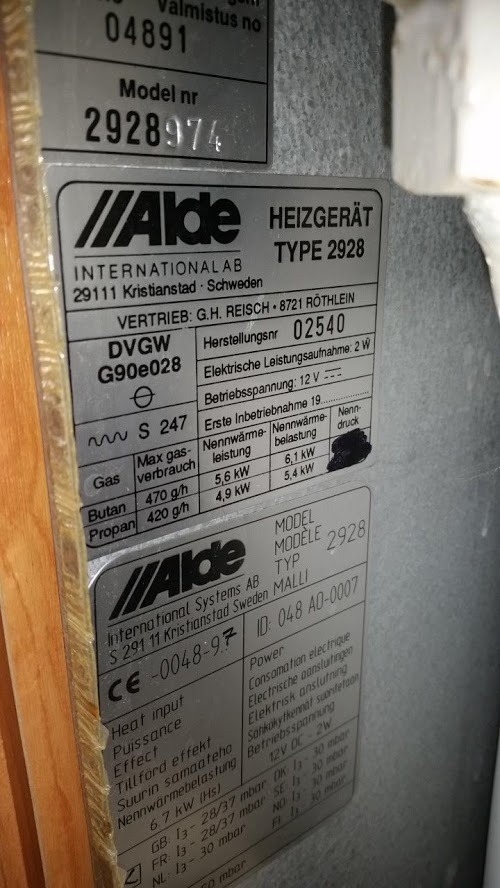 Valmistus no
04891
Model nr
2928974
Alde
INTERNATIONAL AB
29111 Kristianstad · Schweden
HEIZGERÄT
TYPE 2928
VERTRIEB: G.H. REISCH • 8721 RÖTHLEIN
DVGW
G90e028
S 247
Herstellungsnr 02540
Elektrische Leistungsaufnahme: 2 W
Betriebsspannung: 12 V
Erste Inbetriebnahme 19
Gas Max gas-verbrauch Nennwärme-leistung Nennwärme-belastung Nenn-druck
Butan 470 g/h 5,6 kW 6,1 kW
Propan 420 g/h 4,9 kW 5,4 kW
Alde
International Systems AB
S 291 11 Kristianstad Sweden
MODEL
MODÈLE
TYP
MALLI
2928
CE -0048-97
ID: 048 AO-0007
Heat input
Puissance
Effect
Tillförd effekt
Suurin samaateho
Nennwärmebelastung
6.7 kW (Hs)
Power
Consomation electrique
Electrische aansluitingen
Elektrisk anslutning
Sähkökytkennät suoritetaan
Betriebsspannung
12V DC - 2W
GB: I3 - 28/37 mbar DK: I3 - 30 mbar
FR: I3 - 28/37 mbar SE: I3 - 30 mbar
NL: I3 - 30 mbar NO: I3 - 30 mbar
FI: I3 - 30 mbar
mbar